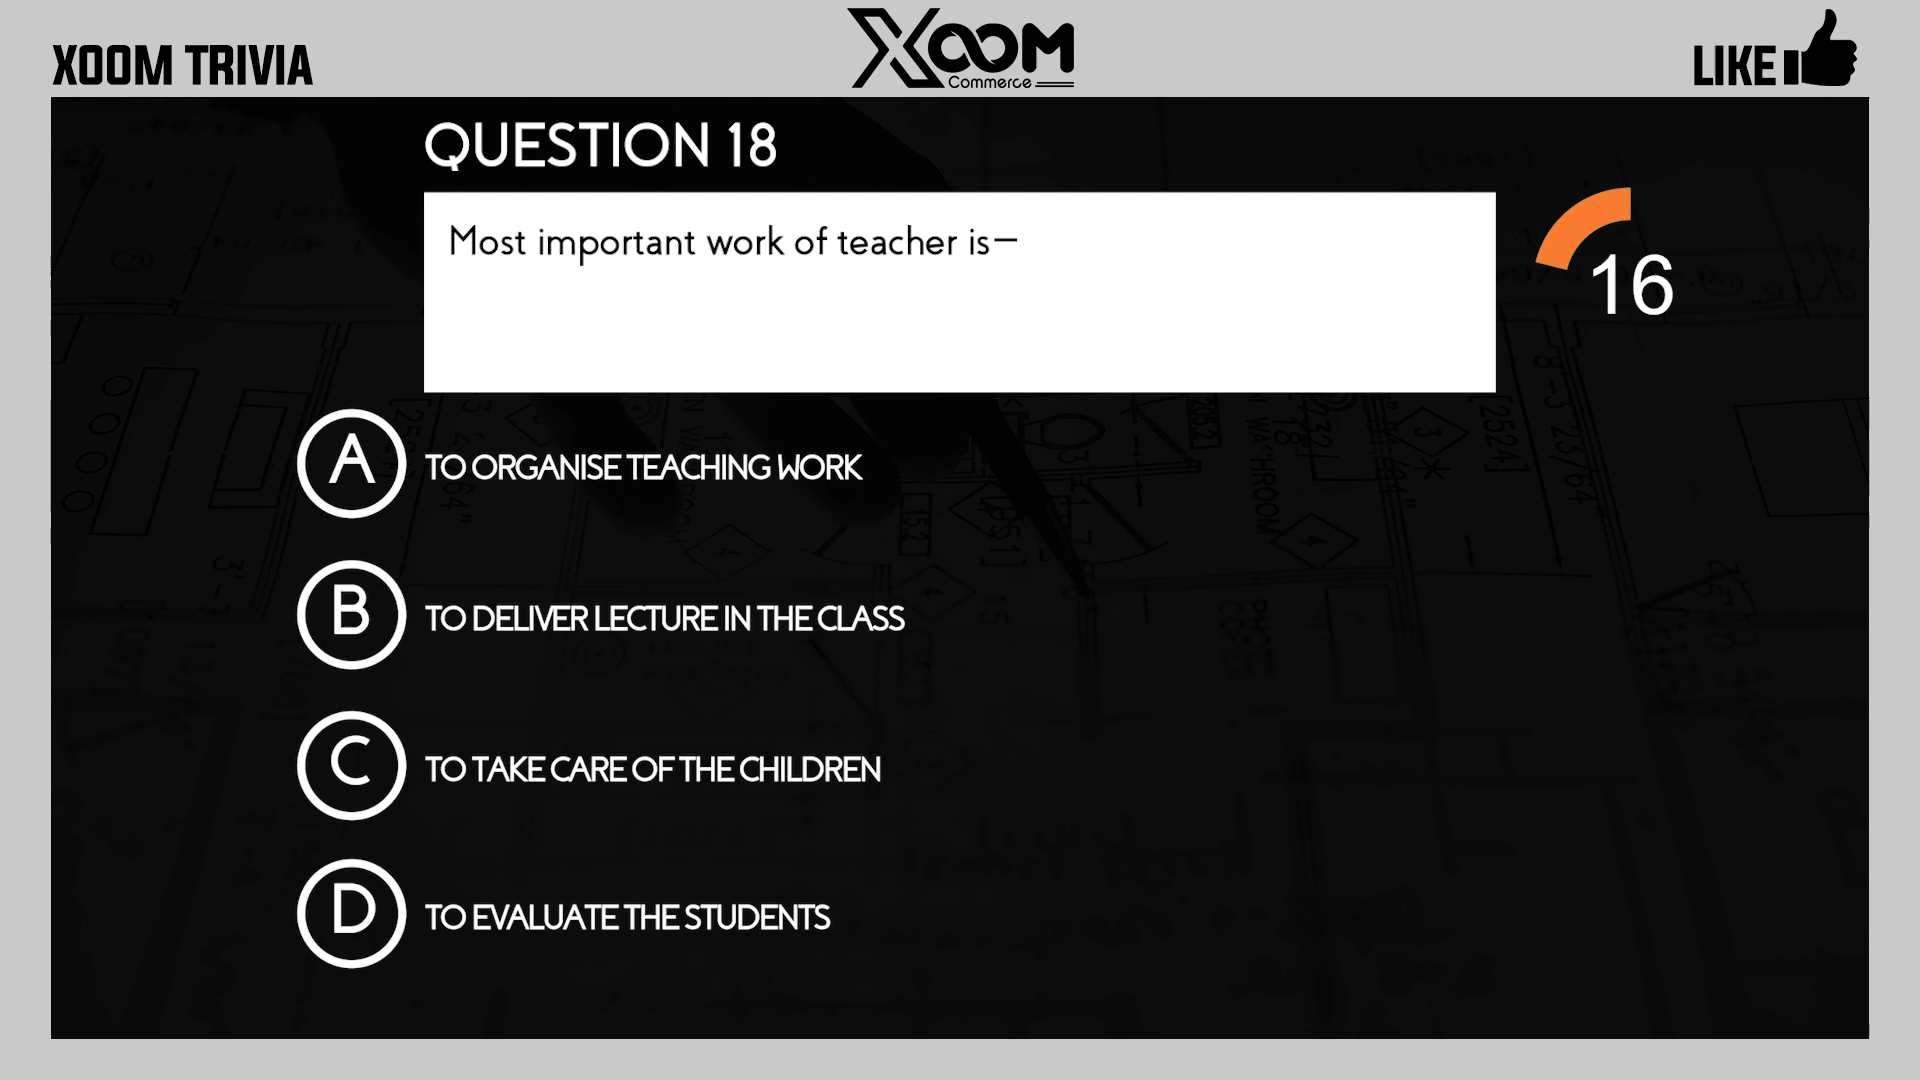 XOOM TRIVIA
XOOM
Commerce
LIKE
QUESTION 18
Most important work of teacher is—
16
A
TO ORGANISE TEACHING WORK
B
TO DELIVER LECTURE IN THE CLASS
C
TO TAKE CARE OF THE CHILDREN
D
TO EVALUATE THE STUDENTS